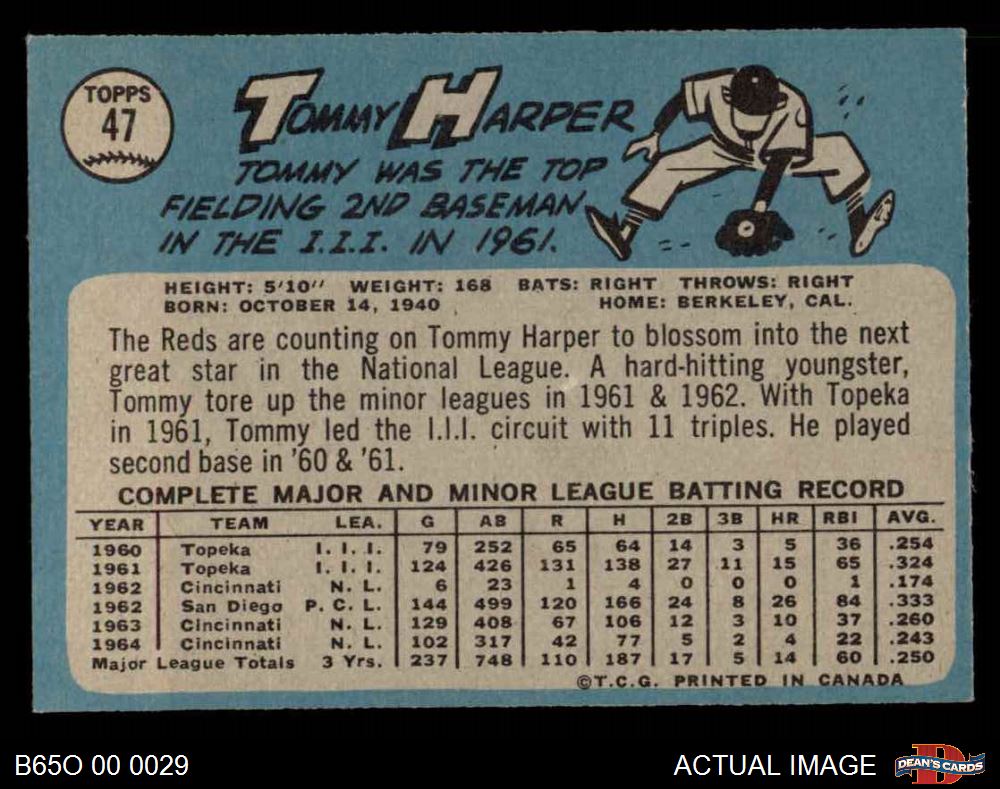 TOPPS
47
TOMMY HARPER
TOMMY WAS THE TOP
FIELDING 2ND BASEMAN
IN THE I.I.I. IN 1961.
HEIGHT: 5'10" WEIGHT: 168 BATS: RIGHT THROWS: RIGHT
BORN: OCTOBER 14, 1940 HOME: BERKELEY, CAL.
The Reds are counting on Tommy Harper to blossom into the next
great star in the National League. A hard-hitting youngster,
Tommy tore up the minor leagues in 1961 & 1962. With Topeka
in 1961, Tommy led the I.I.I. circuit with 11 triples. He played
second base in '60 & '61.
COMPLETE MAJOR AND MINOR LEAGUE BATTING RECORD
YEAR TEAM LEA. G AB R H 2B 3B HR RBI AVG.
1960 Topeka I. I. I. 79 252 65 64 14 3 5 36 .254
1961 Topeka I. I. I. 124 426 131 138 27 11 15 65 .324
1962 Cincinnati N. L. 6 23 1 4 0 0 0 1 .174
1962 San Diego P. C. L. 144 499 120 166 24 8 26 84 .333
1963 Cincinnati N. L. 129 408 67 106 12 3 10 37 .260
1964 Cincinnati N. L. 102 317 42 77 5 2 4 22 .243
Major League Totals 3 Yrs. 237 748 110 187 17 5 14 60 .250
©T.C.G. PRINTED IN CANADA
B65O 00 0029
ACTUAL IMAGE
D
DEAN'S CARDS